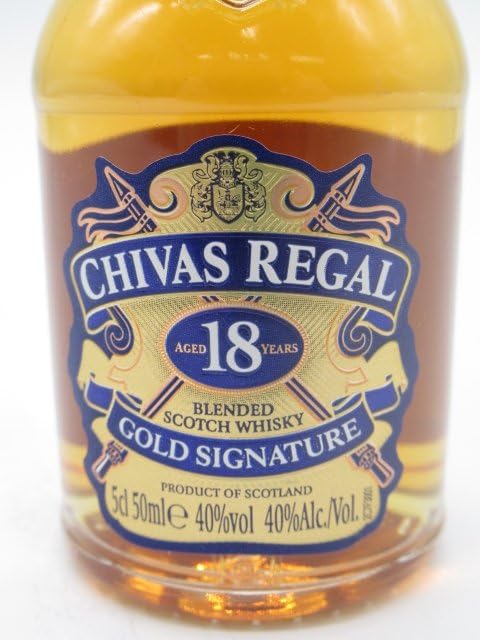 CHIVAS REGAL
AGED 18 YEARS
BLENDED
SCOTCH WHISKY
GOLD SIGNATURE
PRODUCT OF SCOTLAND
5cl 50ml℮ 40%vol 40%Alc./Vol.